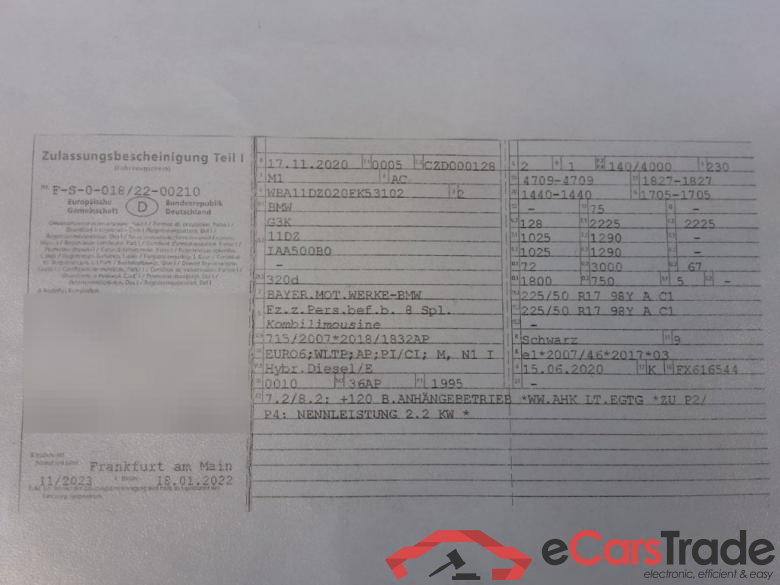 Zulassungsbescheinigung Teil I
(Fahrzeugschein)
Nr. F-S-0-018/22-00210
Europäische Gemeinschaft D Bundesrepublik Deutschland
Frankfurt am Main
11/2023 18.01.2022
17.11.2020 0005 CZD000128
M1 AC
WBA11DZ020FK53102 2
BMW
G3K
11DZ
IAA500B0
-
320d
BAYER.MOT.WERKE-BMW
Fz.z.Pers.bef.b. 8 Spl.
Kombilimousine
715/2007*2018/1832AP
EURO6;WLTP;AP;PI/CI; M, N1 I
Hybr.Diesel/E
0010 36AP 1995
7.2/8.2; +120 B.ANHÄNGEBETRIEB *WW.AHK LT.EGTG *ZU P2/
P4: NENNLEISTUNG 2.2 KW *
2 1 140/4000 230
4709-4709 1827-1827
1440-1440 1705-1705
- 75 -
128 2225 2225
1025 1290 -
1025 1290 -
72 3000 67
1800 750 5 -
225/50 R17 98Y A C1
225/50 R17 98Y A C1
-
Schwarz 9
e1*2007/46*2017*03
15.06.2020 K FX616544
-
eCarsTrade
electronic, efficient & easy